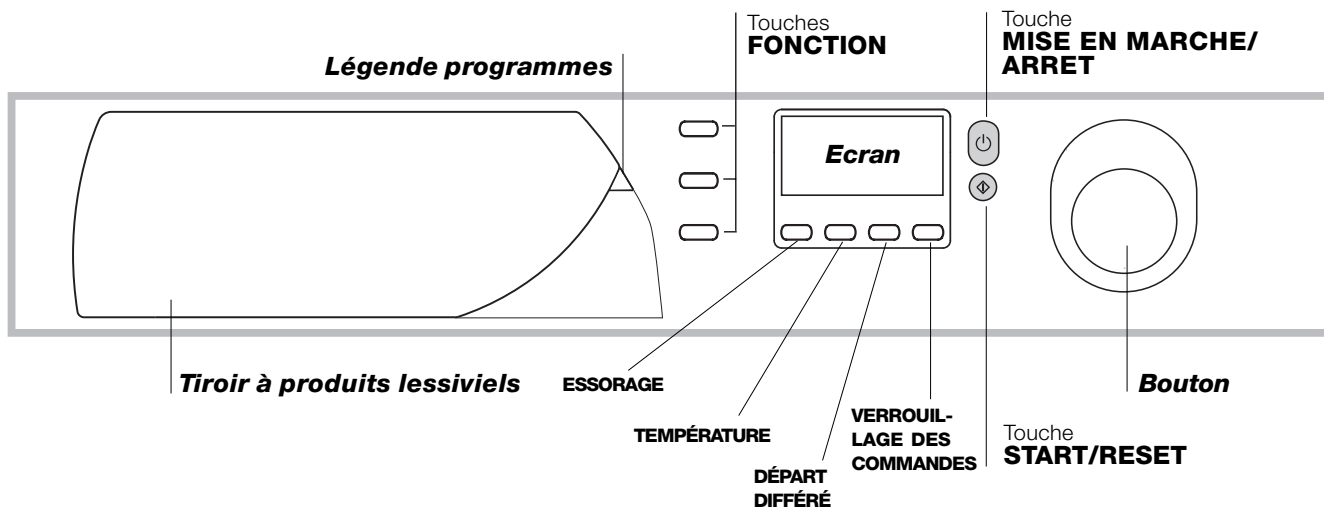 Touches
FONCTION
Touche
MISE EN MARCHE/
ARRET
Légende programmes
Ecran
Tiroir à produits lessiviels
ESSORAGE
TEMPÉRATURE
DÉPART
DIFFÉRÉ
VERROUIL-
LAGE DES
COMMANDES
Touche
START/RESET
Bouton